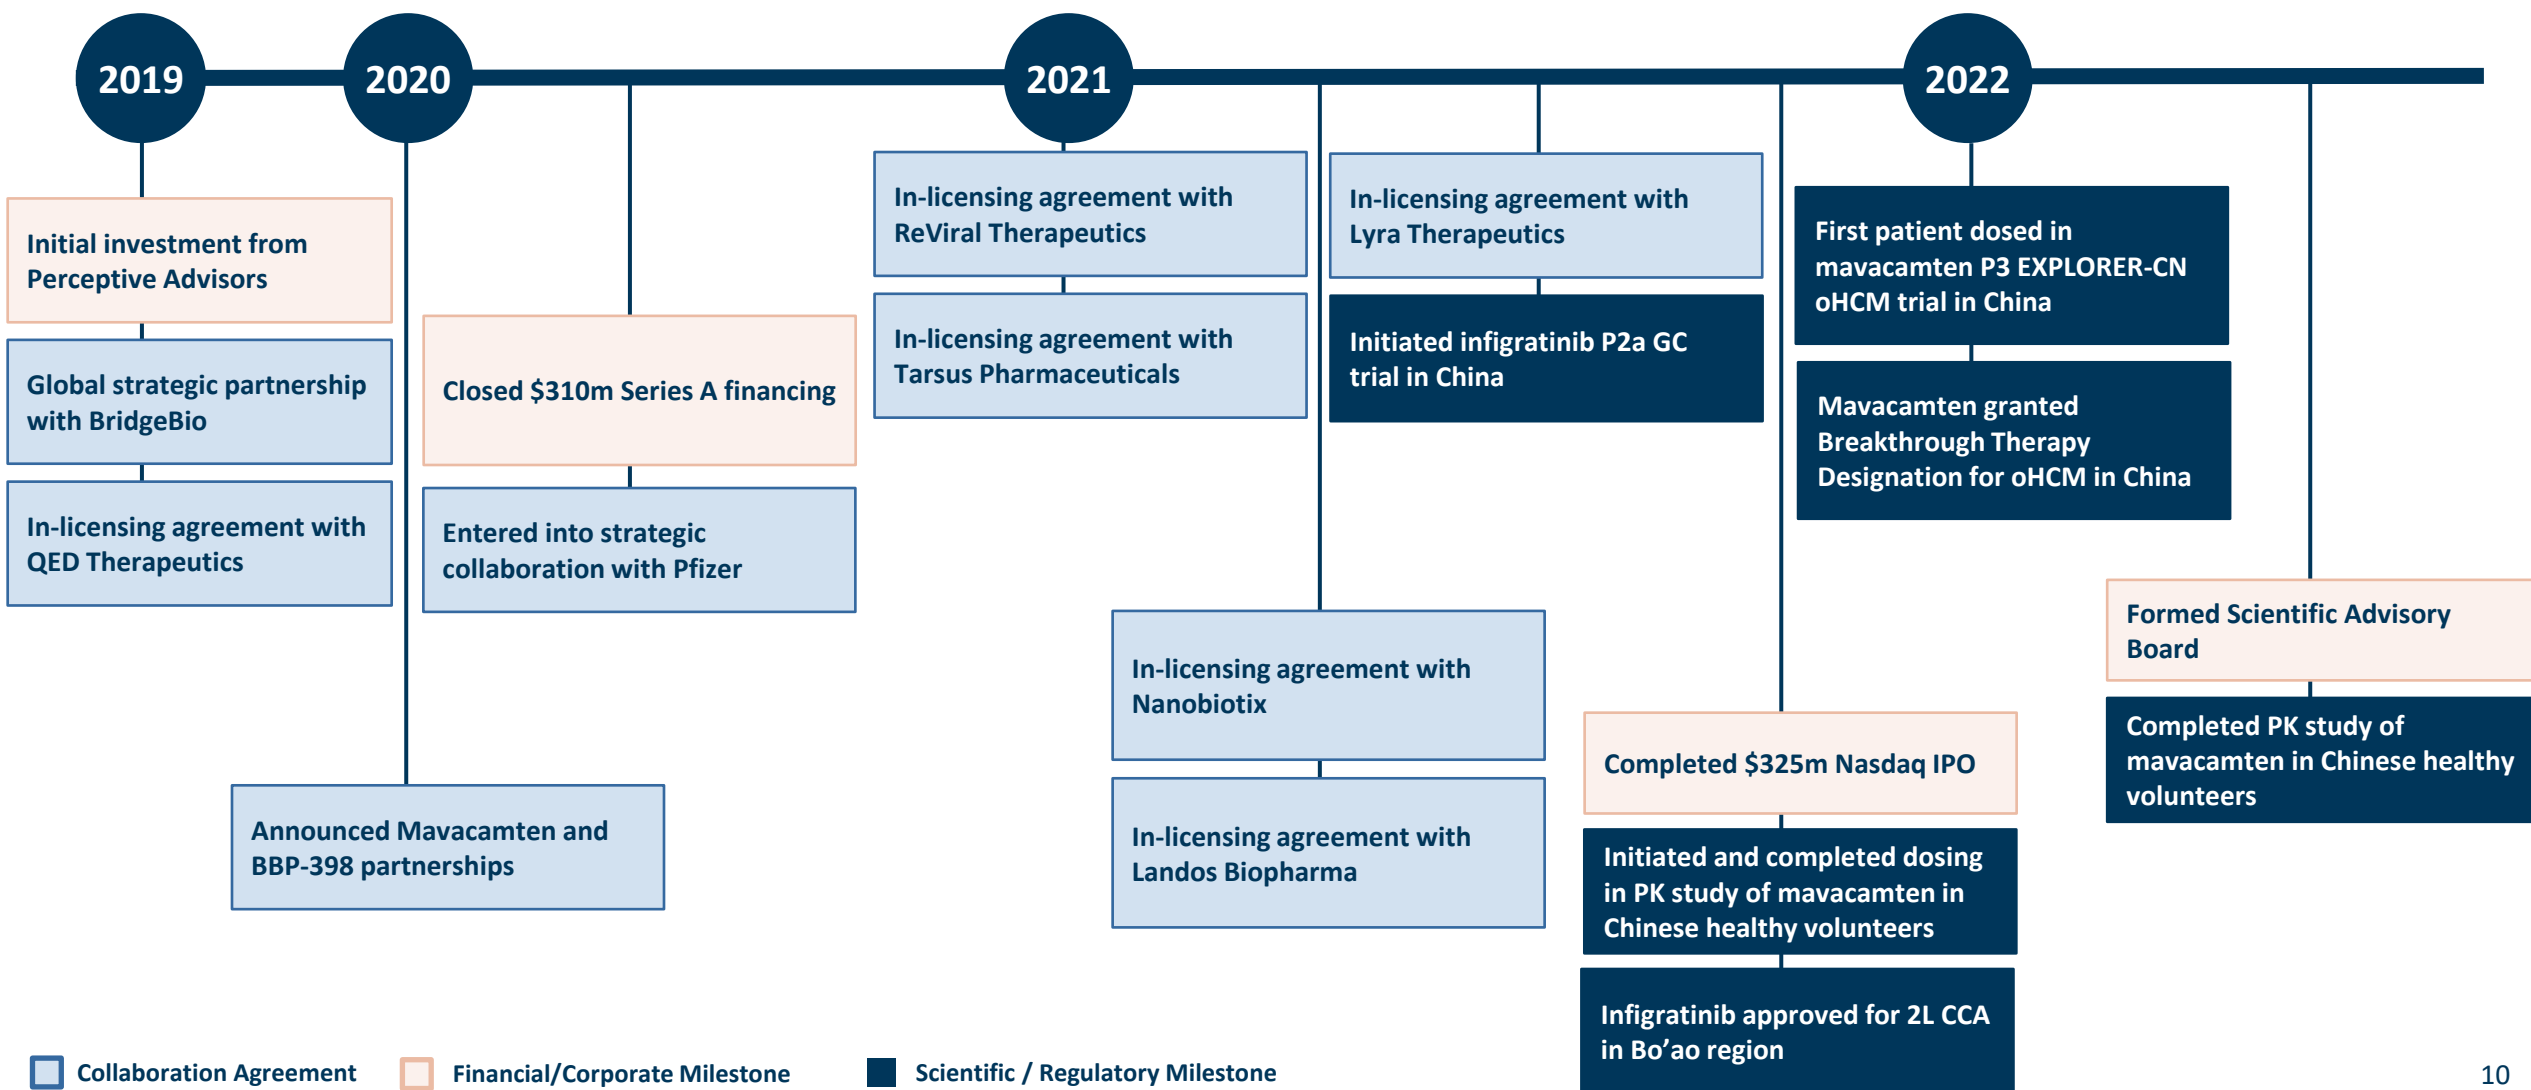 2019
2020
2021
2022
Initial investment from
Perceptive Advisors
Global strategic partnership
with BridgeBio
In-licensing agreement with
QED Therapeutics
Announced Mavacamten and
BBP-398 partnerships
Closed $310m Series A financing
Entered into strategic
collaboration with Pfizer
In-licensing agreement with
ReViral Therapeutics
In-licensing agreement with
Tarsus Pharmaceuticals
In-licensing agreement with
Nanobiotix
In-licensing agreement with
Landos Biopharma
In-licensing agreement with
Lyra Therapeutics
Initiated infigratinib P2a GC
trial in China
Completed $325m Nasdaq IPO
Initiated and completed dosing
in PK study of mavacamten in
Chinese healthy volunteers
Infigratinib approved for 2L CCA
in Bo’ao region
First patient dosed in
mavacamten P3 EXPLORER-CN
oHCM trial in China
Mavacamten granted
Breakthrough Therapy
Designation for oHCM in China
Formed Scientific Advisory
Board
Completed PK study of
mavacamten in Chinese healthy
volunteers
Collaboration Agreement
Financial/Corporate Milestone
Scientific / Regulatory Milestone
10